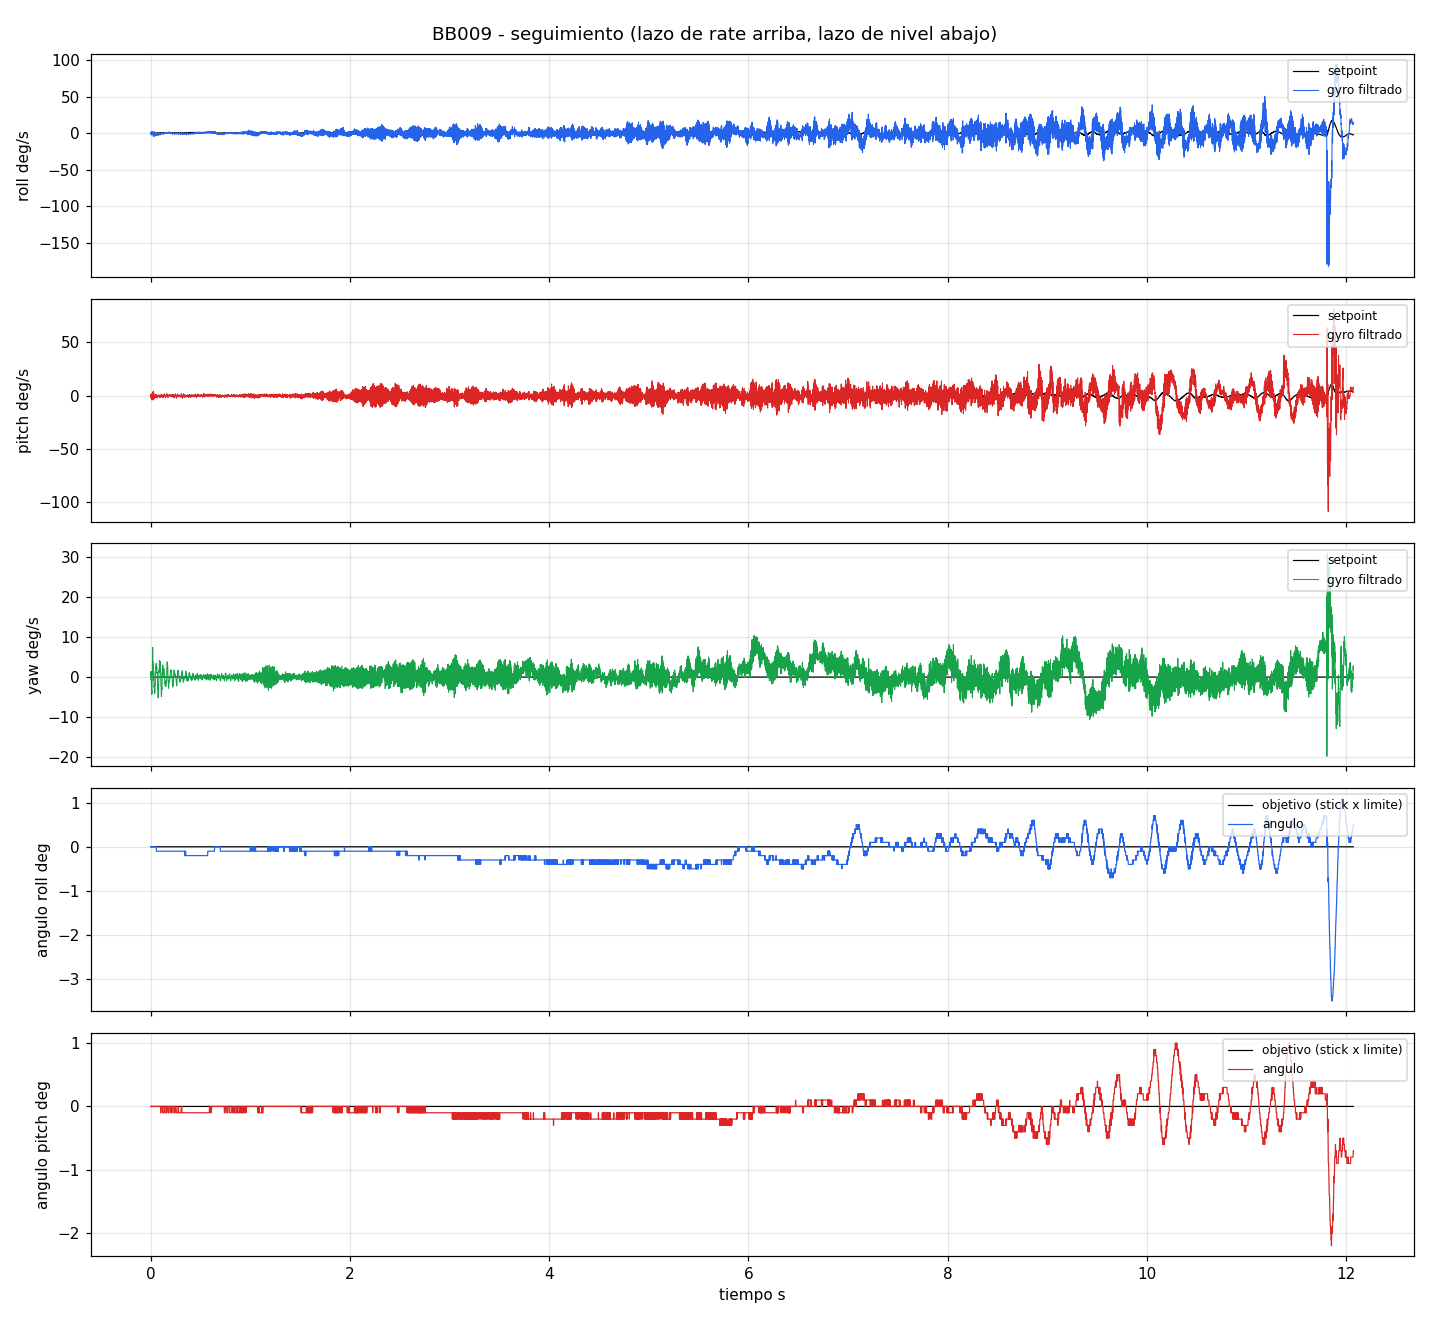 BB009 - seguimiento (lazo de rate arriba, lazo de nivel abajo)
100
50
0
−50
−100
−150
roll deg/s
setpoint
gyro filtrado
50
0
−50
−100
pitch deg/s
setpoint
gyro filtrado
30
20
10
0
−10
−20
yaw deg/s
setpoint
gyro filtrado
1
0
−1
−2
−3
angulo roll deg
objetivo (stick x limite)
angulo
1
0
−1
−2
angulo pitch deg
objetivo (stick x limite)
angulo
0 2 4 6 8 10 12
tiempo s